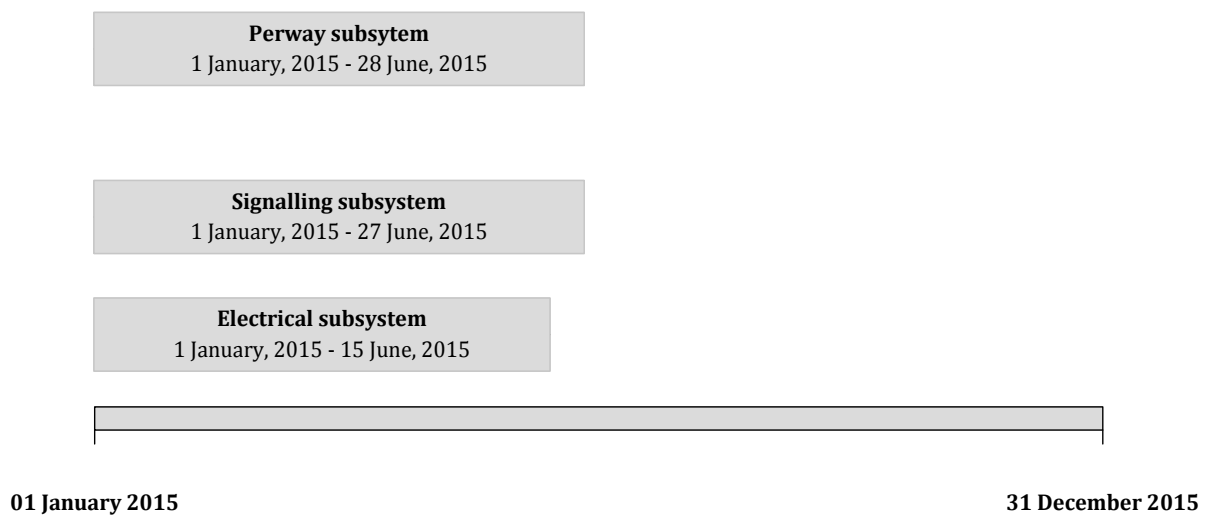 Perway subsytem
1 January, 2015 - 28 June, 2015
Signalling subsystem
1 January, 2015 - 27 June, 2015
Electrical subsystem
1 January, 2015 - 15 June, 2015
01 January 2015
31 December 2015